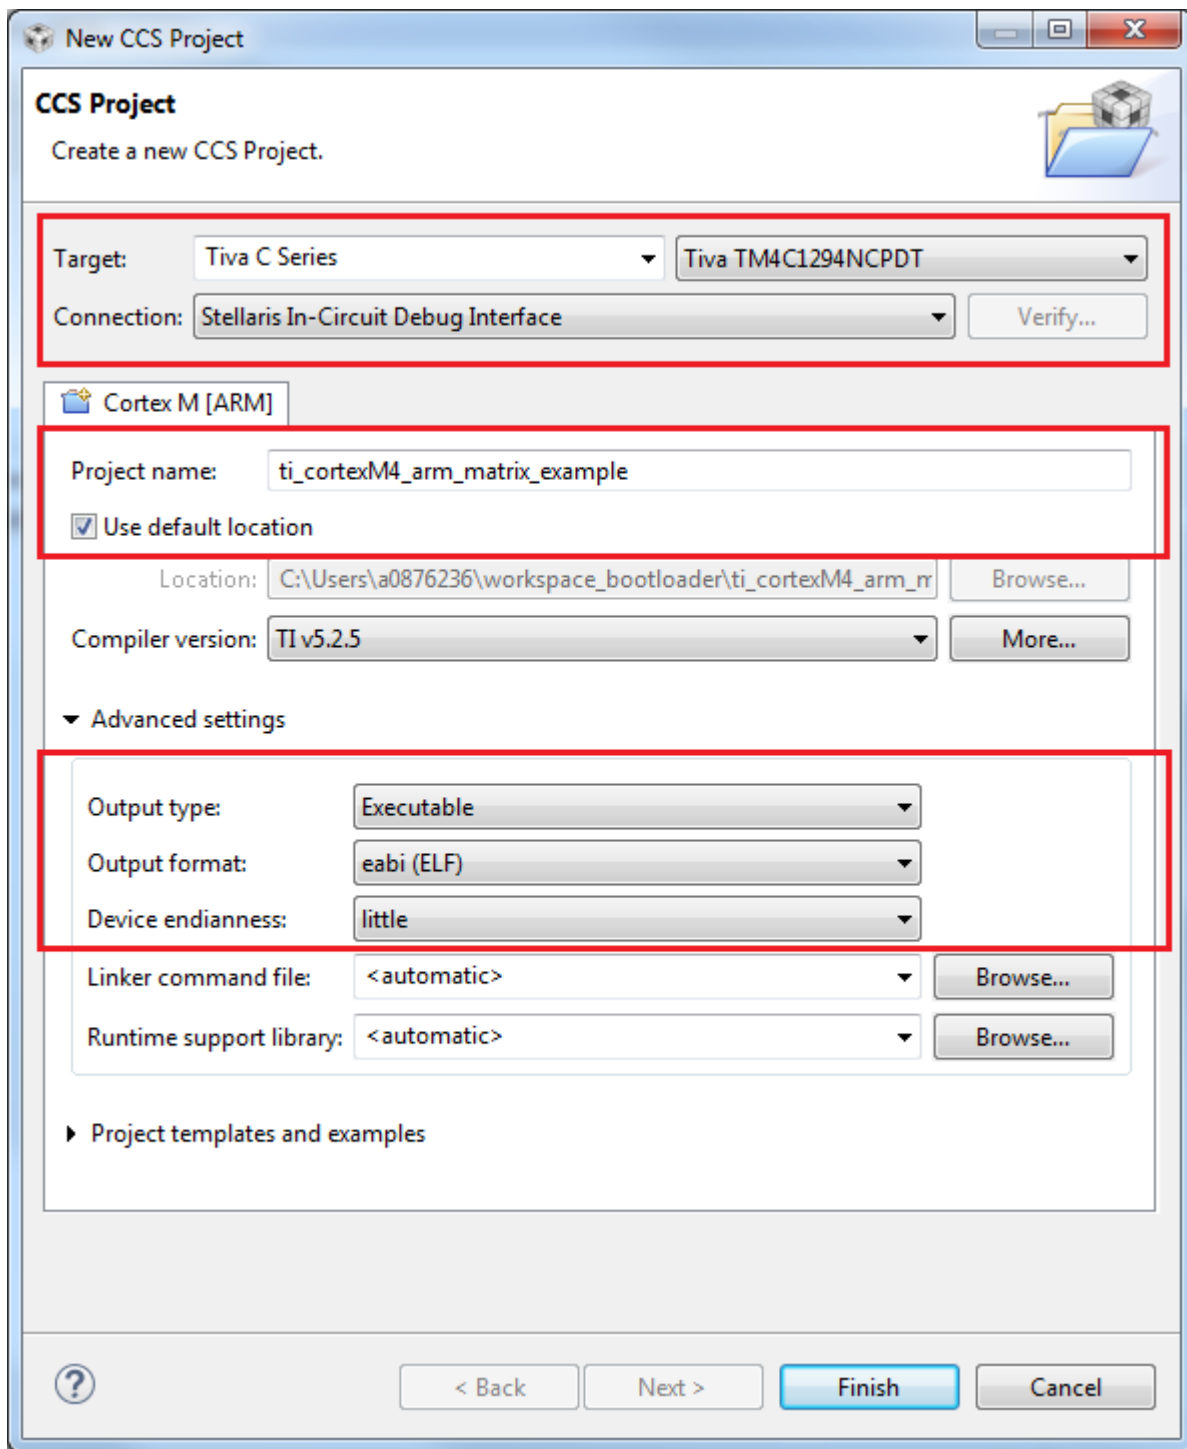 New CCS Project
CCS Project
Create a new CCS Project.
Target: Tiva C Series Tiva TM4C1294NCPDT
Connection: Stellaris In-Circuit Debug Interface Verify...
Cortex M [ARM]
Project name: ti_cortexM4_arm_matrix_example
Use default location
Location: C:\Users\a0876236\workspace_bootloader\ti_cortexM4_arm_m Browse...
Compiler version: TI v5.2.5 More...
Advanced settings
Output type: Executable
Output format: eabi (ELF)
Device endianness: little
Linker command file: <automatic> Browse...
Runtime support library: <automatic> Browse...
Project templates and examples
? < Back Next > Finish Cancel